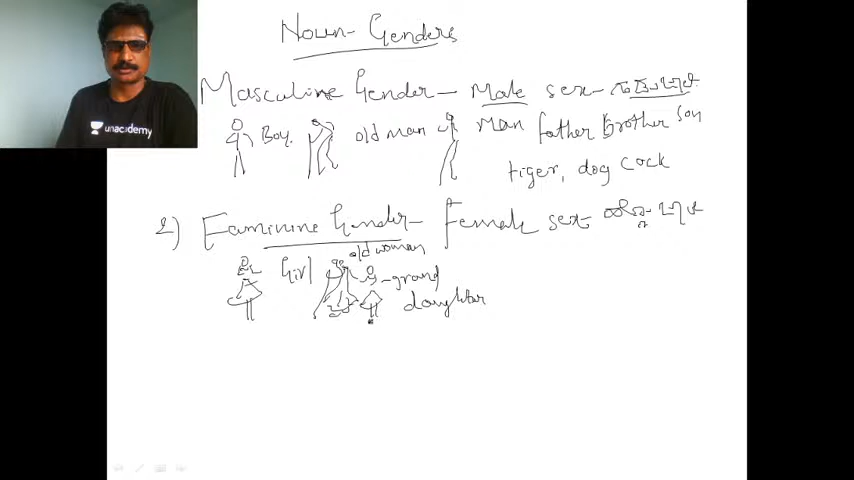 unacademy
Noun- Genders
Masculine Gender- Male sex-
Boy. old man man father brother son
tiger, dog cock
2) Faminine Gender- Female sex-
old woman
Girl -grand
daughter